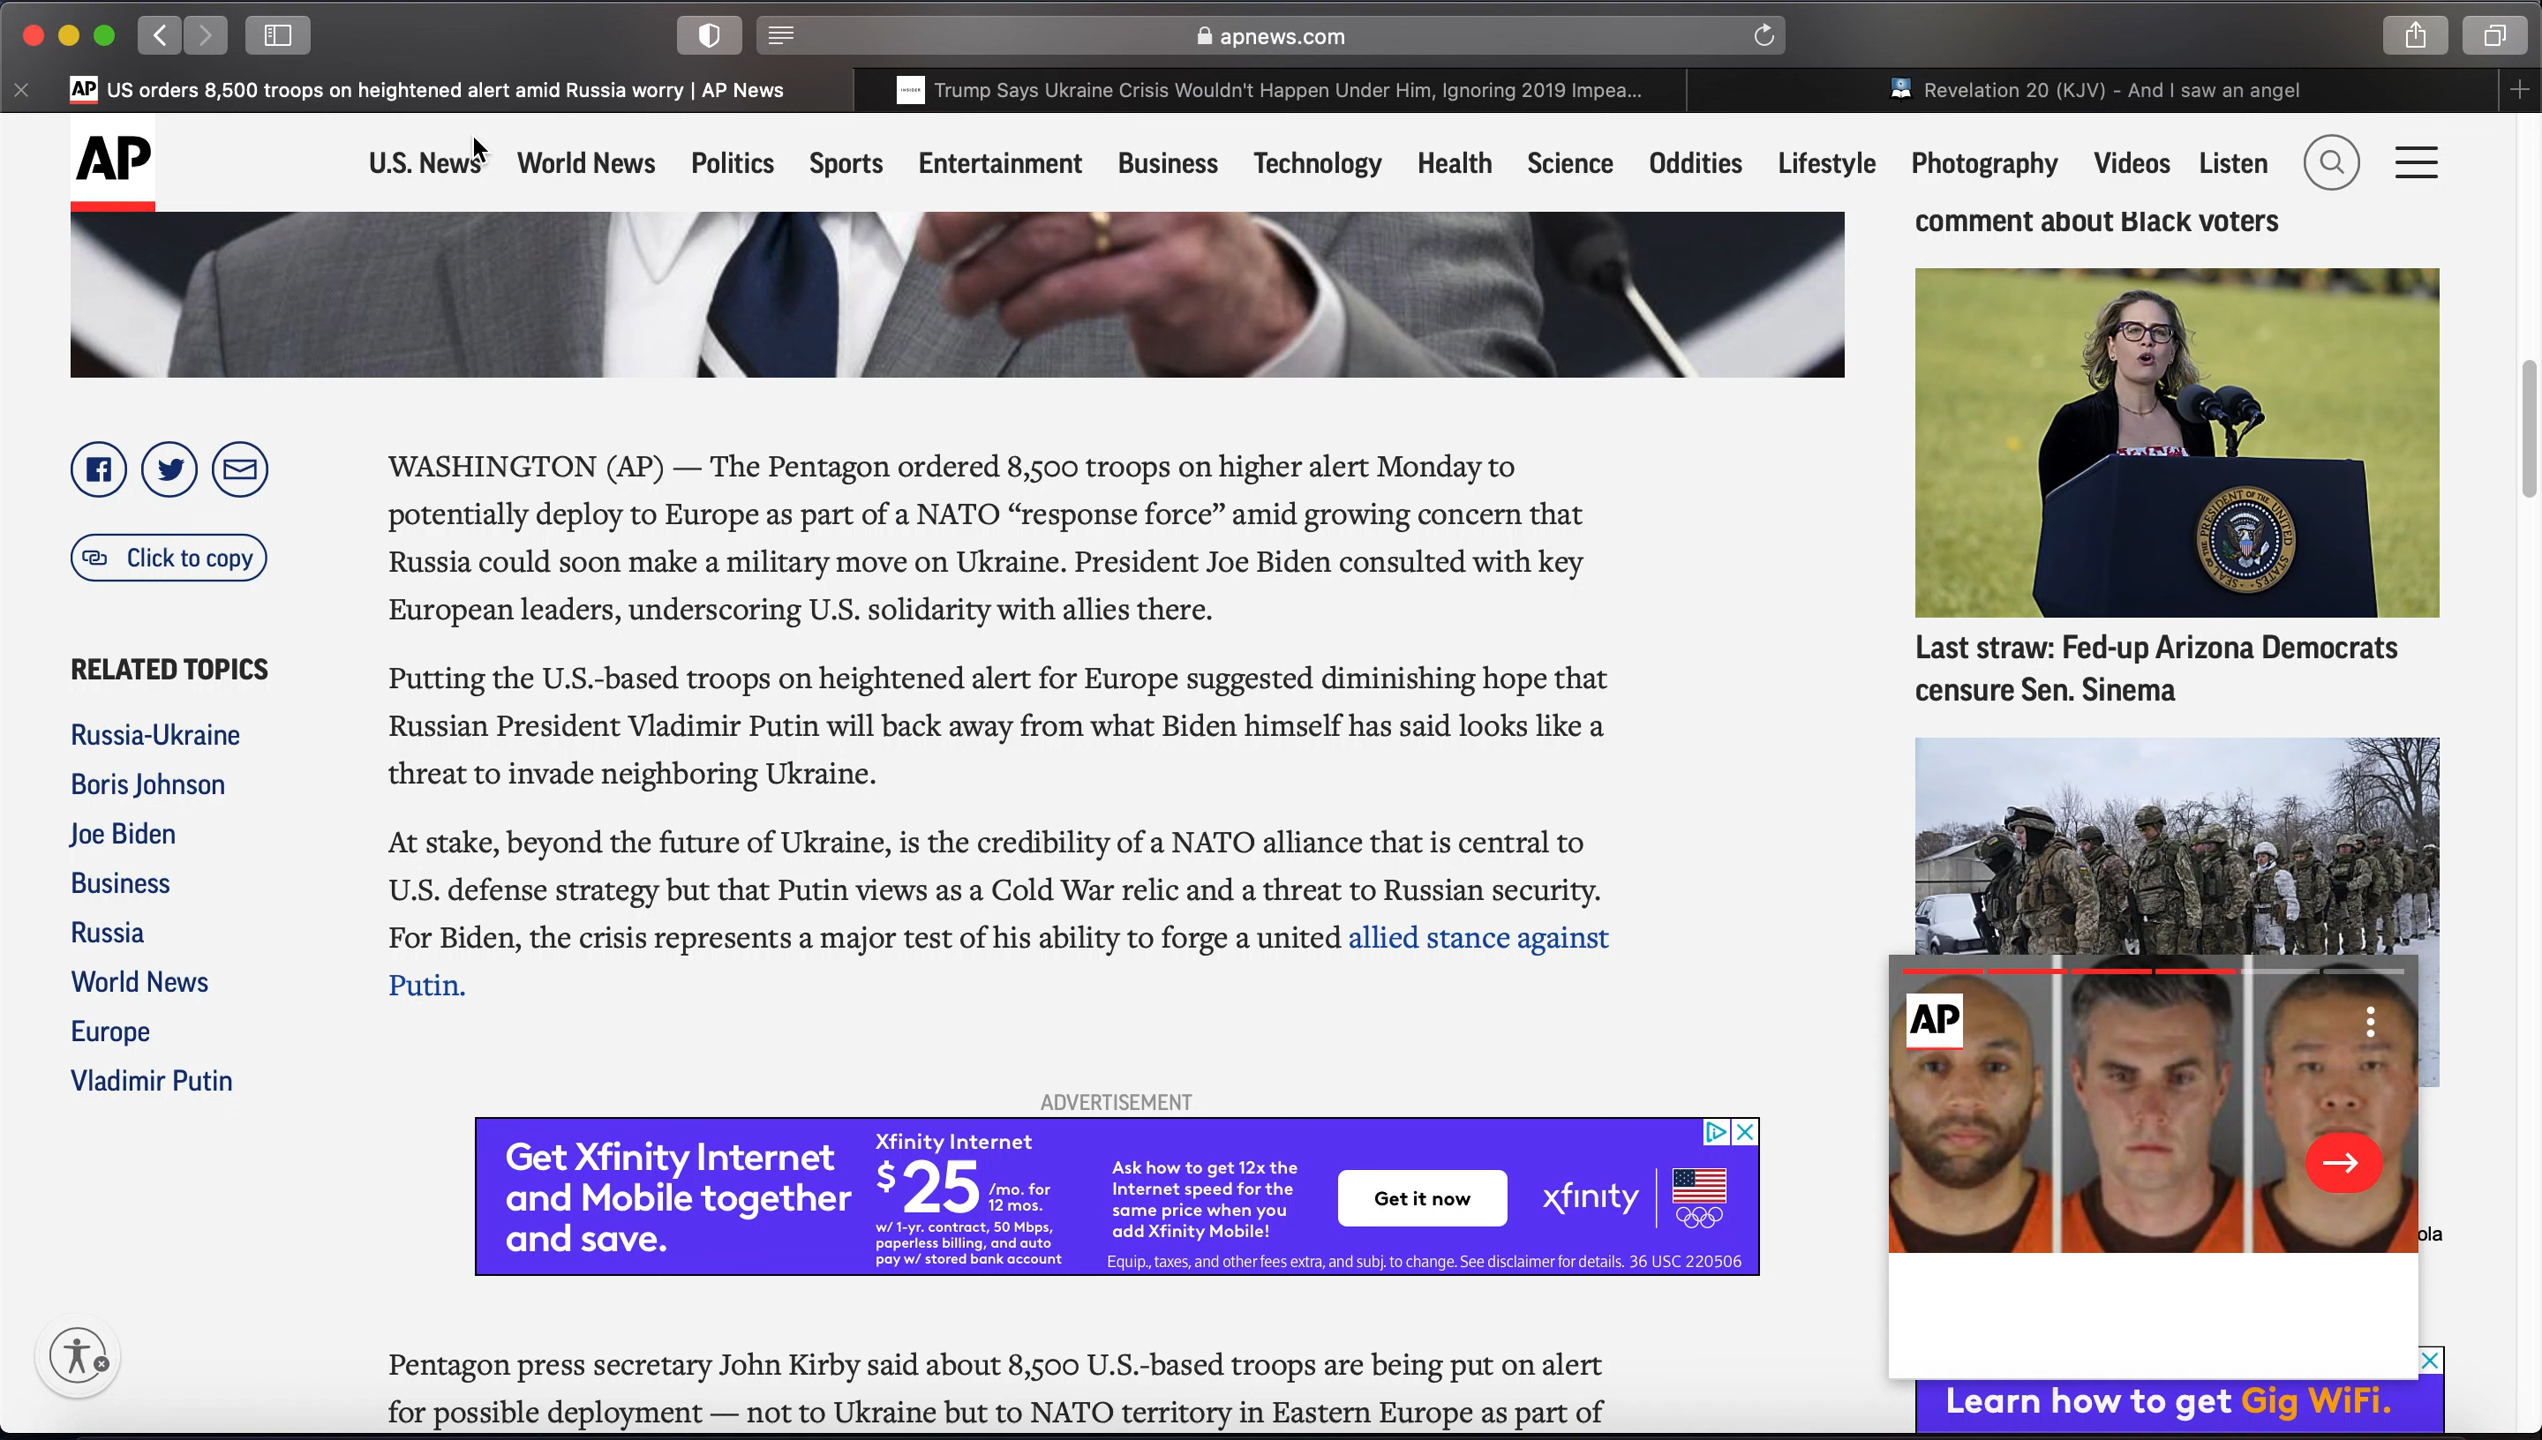 apnews.com
AP US orders 8,500 troops on heightened alert amid Russia worry | AP News
INSIDER Trump Says Ukraine Crisis Wouldn't Happen Under Him, Ignoring 2019 Impea...
Revelation 20 (KJV) - And I saw an angel
AP
U.S. News World News Politics Sports Entertainment Business Technology Health Science Oddities Lifestyle Photography Videos Listen
comment about Black voters
Click to copy
RELATED TOPICS
Russia-Ukraine
Boris Johnson
Joe Biden
Business
Russia
World News
Europe
Vladimir Putin
WASHINGTON (AP) — The Pentagon ordered 8,500 troops on higher alert Monday to
potentially deploy to Europe as part of a NATO “response force” amid growing concern that
Russia could soon make a military move on Ukraine. President Joe Biden consulted with key
European leaders, underscoring U.S. solidarity with allies there.
Putting the U.S.-based troops on heightened alert for Europe suggested diminishing hope that
Russian President Vladimir Putin will back away from what Biden himself has said looks like a
threat to invade neighboring Ukraine.
At stake, beyond the future of Ukraine, is the credibility of a NATO alliance that is central to
U.S. defense strategy but that Putin views as a Cold War relic and a threat to Russian security.
For Biden, the crisis represents a major test of his ability to forge a united allied stance against
Putin.
ADVERTISEMENT
Get Xfinity Internet
and Mobile together
and save.
Xfinity Internet
$25 /mo. for
12 mos.
w/ 1-yr. contract, 50 Mbps,
paperless billing, and auto
pay w/ stored bank account
Ask how to get 12x the
Internet speed for the
same price when you
add Xfinity Mobile!
Get it now
xfinity
Equip., taxes, and other fees extra, and subj. to change. See disclaimer for details. 36 USC 220506
Pentagon press secretary John Kirby said about 8,500 U.S.-based troops are being put on alert
for possible deployment — not to Ukraine but to NATO territory in Eastern Europe as part of
SEAL OF THE PRESIDENT OF THE UNITED STATES
Last straw: Fed-up Arizona Democrats
censure Sen. Sinema
AP
ola
Learn how to get Gig WiFi.